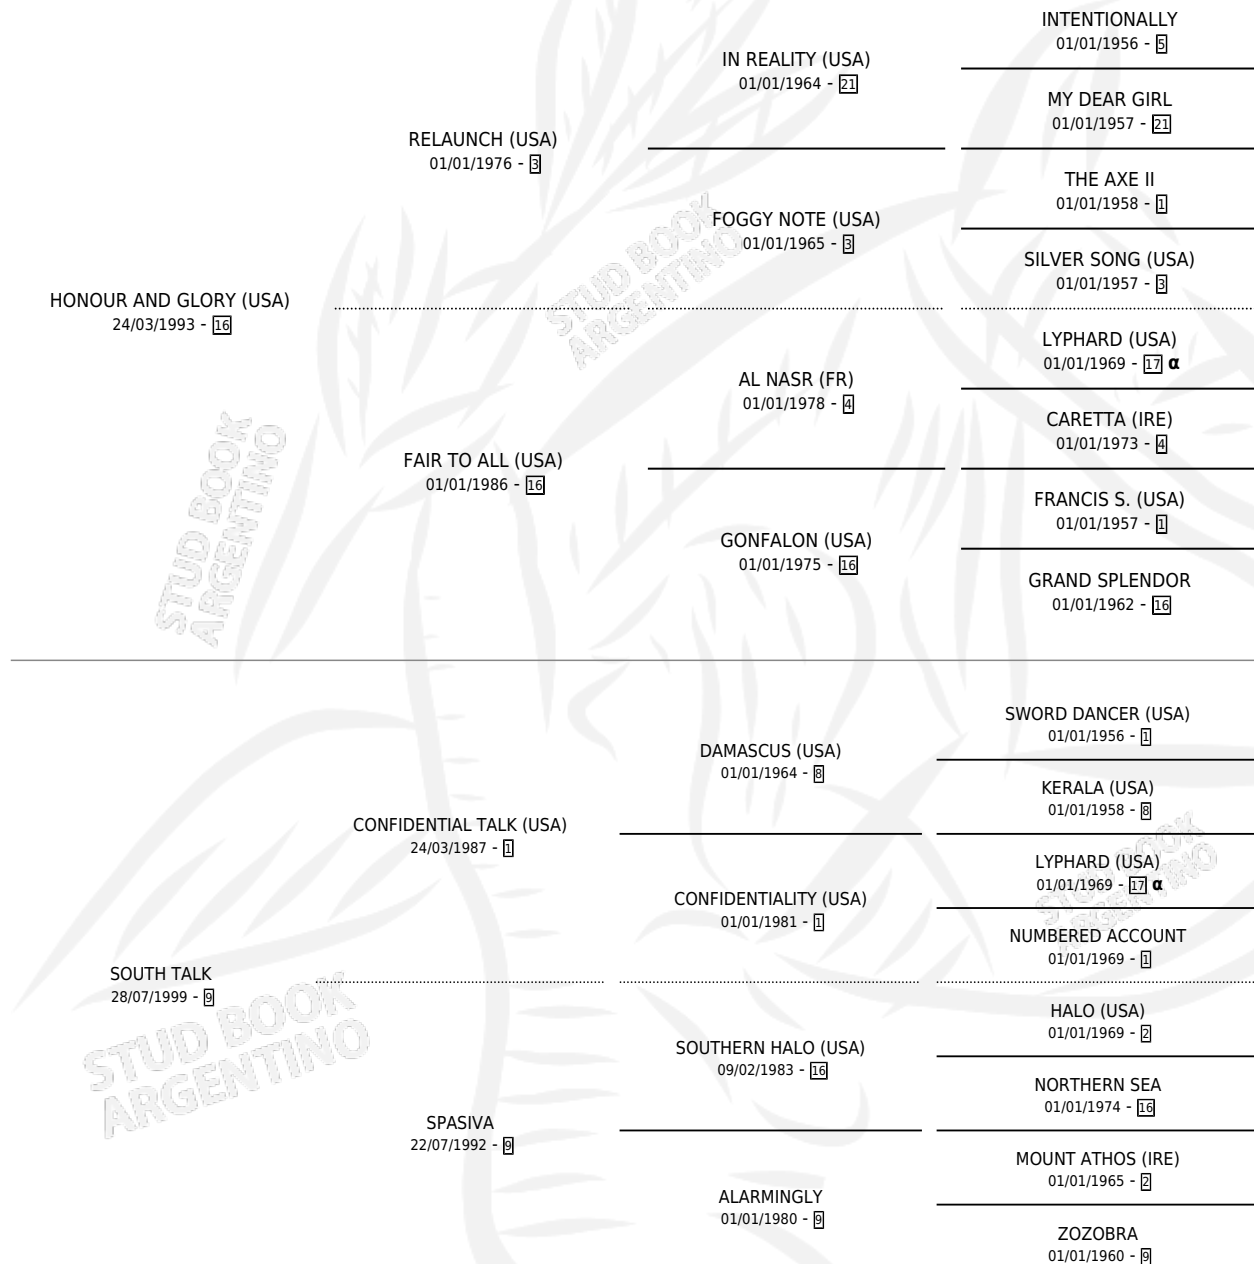 INTENTIONALLY
01/01/1956 - 5
IN REALITY (USA)
01/01/1964 - 21
MY DEAR GIRL
01/01/1957 - 21
RELAUNCH (USA)
01/01/1976 - 3
THE AXE II
01/01/1958 - 1
FOGGY NOTE (USA)
01/01/1965 - 3
SILVER SONG (USA)
01/01/1957 - 3
HONOUR AND GLORY (USA)
24/03/1993 - 16
LYPHARD (USA)
01/01/1969 - 17 α
AL NASR (FR)
01/01/1978 - 4
CARETTA (IRE)
01/01/1973 - 4
FAIR TO ALL (USA)
01/01/1986 - 16
FRANCIS S. (USA)
01/01/1957 - 1
GONFALON (USA)
01/01/1975 - 16
GRAND SPLENDOR
01/01/1962 - 16
SWORD DANCER (USA)
01/01/1956 - 1
DAMASCUS (USA)
01/01/1964 - 8
KERALA (USA)
01/01/1958 - 8
CONFIDENTIAL TALK (USA)
24/03/1987 - 1
LYPHARD (USA)
01/01/1969 - 17 α
CONFIDENTIALITY (USA)
01/01/1981 - 1
NUMBERED ACCOUNT
01/01/1969 - 1
SOUTH TALK
28/07/1999 - 9
HALO (USA)
01/01/1969 - 2
SOUTHERN HALO (USA)
09/02/1983 - 16
NORTHERN SEA
01/01/1974 - 16
SPASIVA
22/07/1992 - 9
MOUNT ATHOS (IRE)
01/01/1965 - 2
ALARMINGLY
01/01/1980 - 9
ZOZOBRA
01/01/1960 - 9
STUD BOOK
ARGENTINO
STUD BOOK
ARGENTINO
STUD BOOK
ARGENTINO
STUD BOOK
ARGENTINO